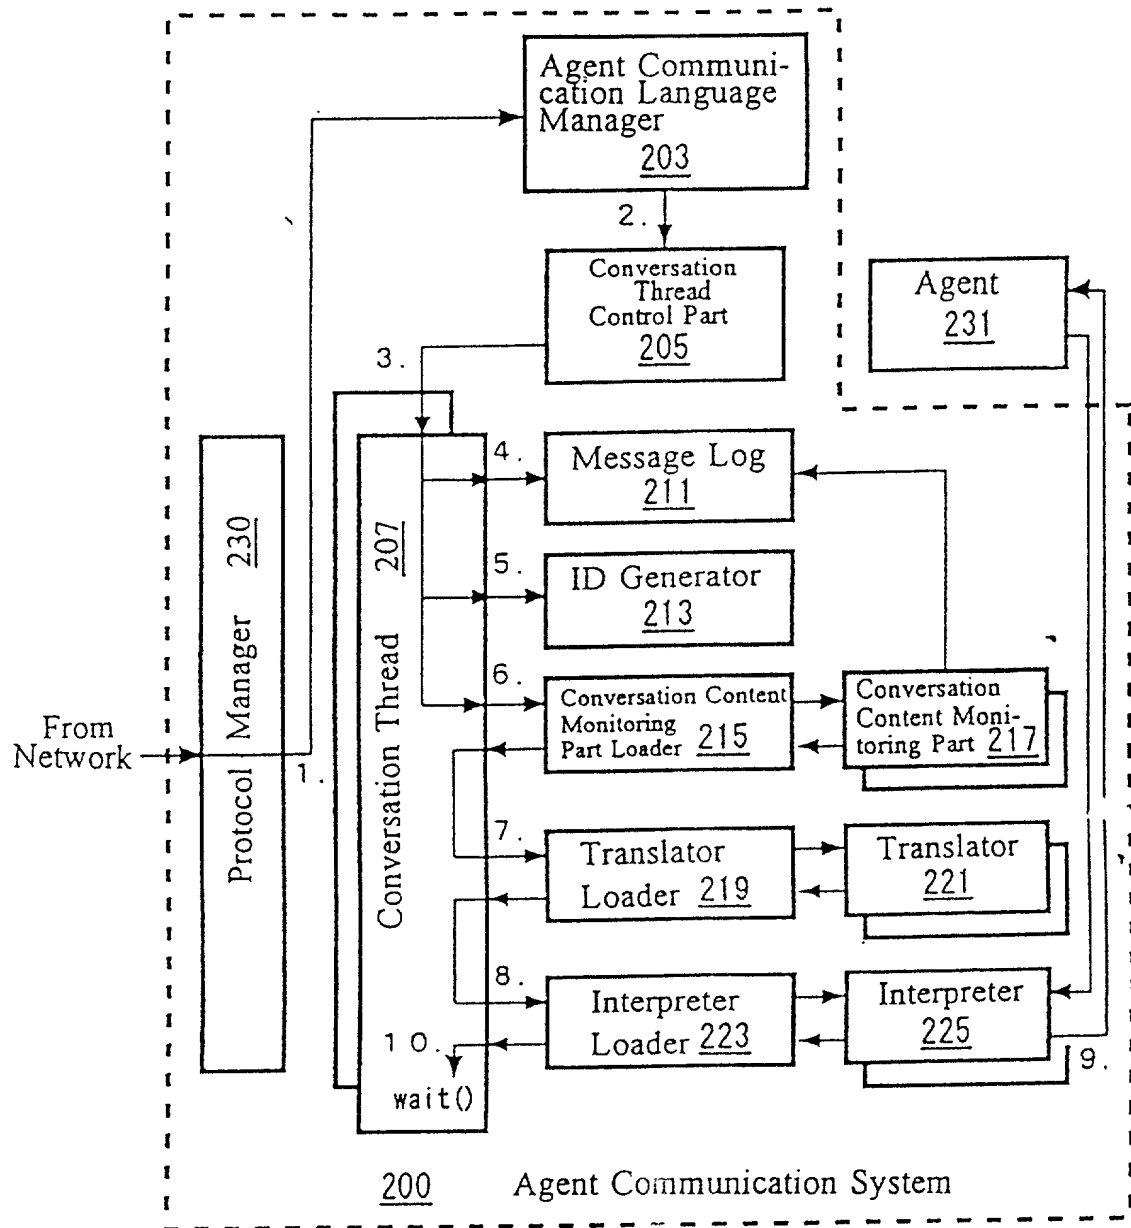 Agent Communi-
cation Language
Manager
203
2.
Conversation
Thread
Control Part
205
Agent
231
3.
4.
Message Log
211
Protocol Manager 230
Conversation Thread 207
5.
ID Generator
213
6.
Conversation Content
Monitoring
Part Loader 215
Conversation
Content Moni-
toring Part 217
From
Network
1.
7.
Translator
Loader 219
Translator
221
8.
Interpreter
Loader 223
Interpreter
225
9.
10.
wait()
200 Agent Communication System